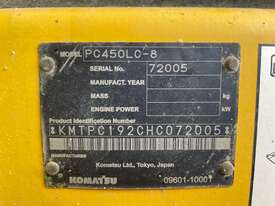 MODEL PC450LC-8
SERIAL No. 72005
MANUFACT. YEAR
MASS kg
ENGINE POWER kW
Product Identification Number
*KMTPC192CHC072005*
Komatsu Ltd., Tokyo, Japan
KOMATSU 09601-10001